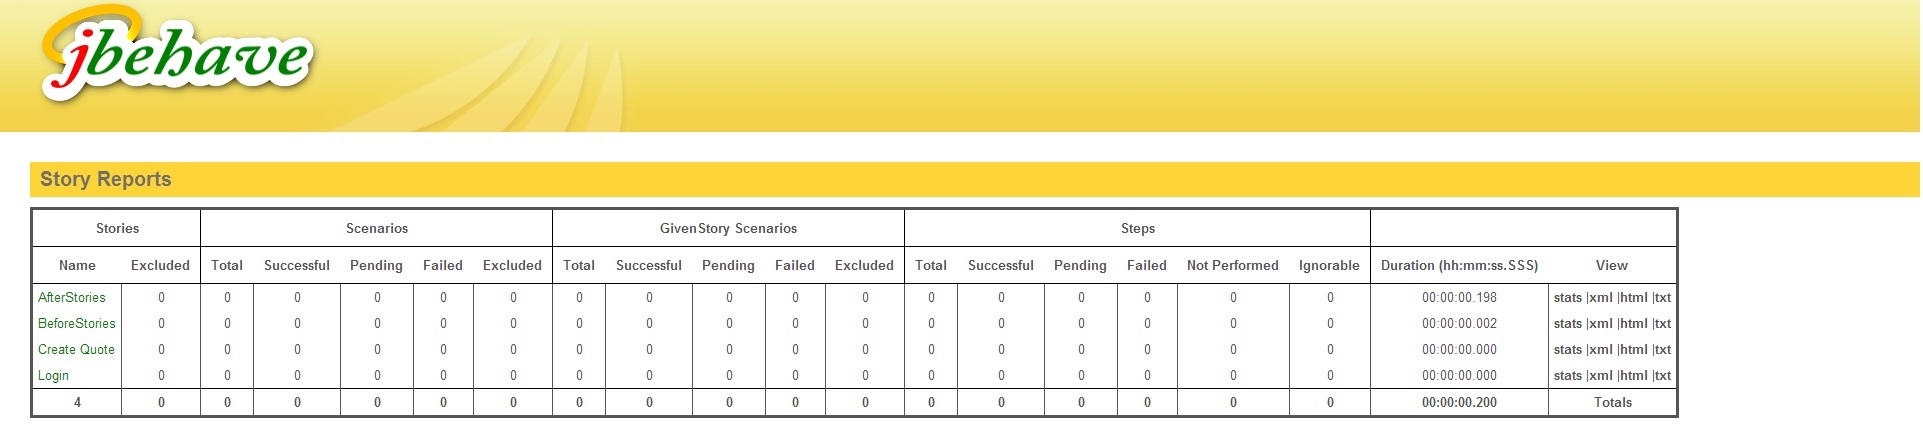 jbehave
Story Reports
Stories Scenarios GivenStory Scenarios Steps
Name Excluded Total Successful Pending Failed Excluded Total Successful Pending Failed Excluded Total Successful Pending Failed Not Performed Ignorable Duration (hh:mm:ss.SSS) View
AfterStories 0 0 0 0 0 0 0 0 0 0 0 0 0 0 0 0 0 00:00:00.198 stats |xml |html |txt
BeforeStories 0 0 0 0 0 0 0 0 0 0 0 0 0 0 0 0 0 00:00:00.002 stats |xml |html |txt
Create Quote 0 0 0 0 0 0 0 0 0 0 0 0 0 0 0 0 0 00:00:00.000 stats |xml |html |txt
Login 0 0 0 0 0 0 0 0 0 0 0 0 0 0 0 0 0 00:00:00.000 stats |xml |html |txt
4 0 0 0 0 0 0 0 0 0 0 0 0 0 0 0 0 0 00:00:00.200 Totals